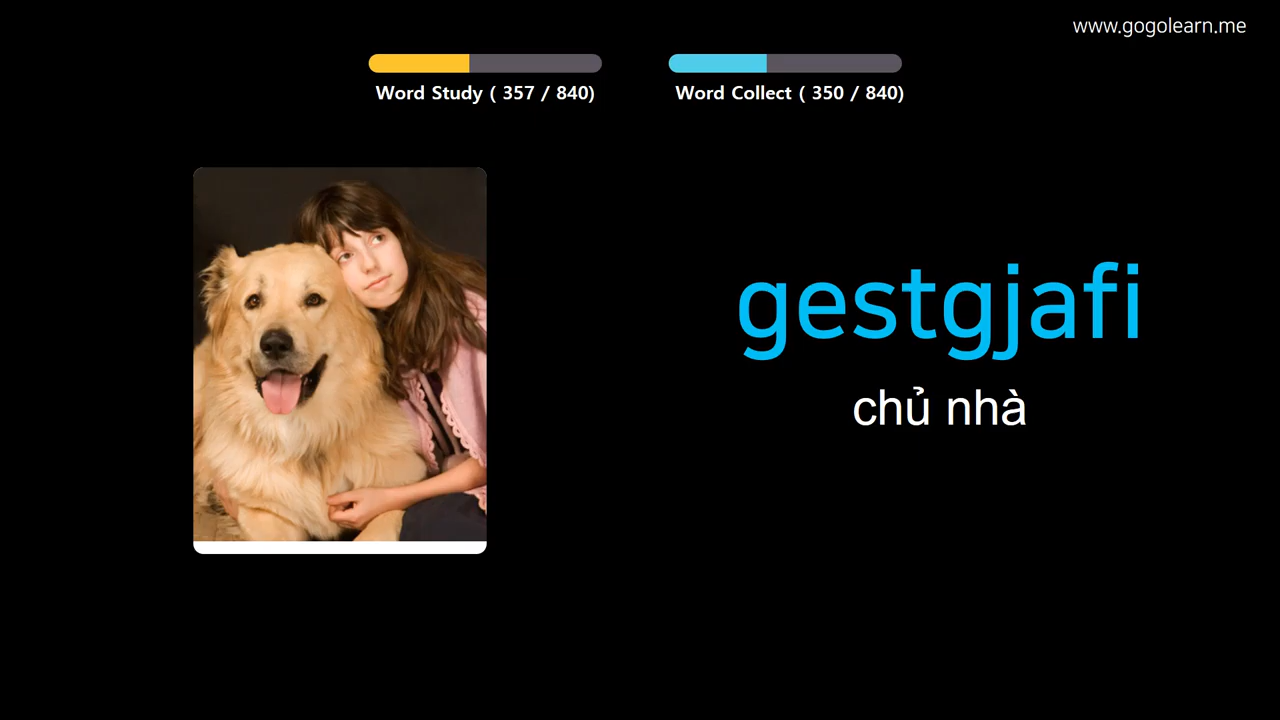 www.gogolearn.me
Word Study ( 357 / 840)
Word Collect ( 350 / 840)
gestgjafi
chủ nhà